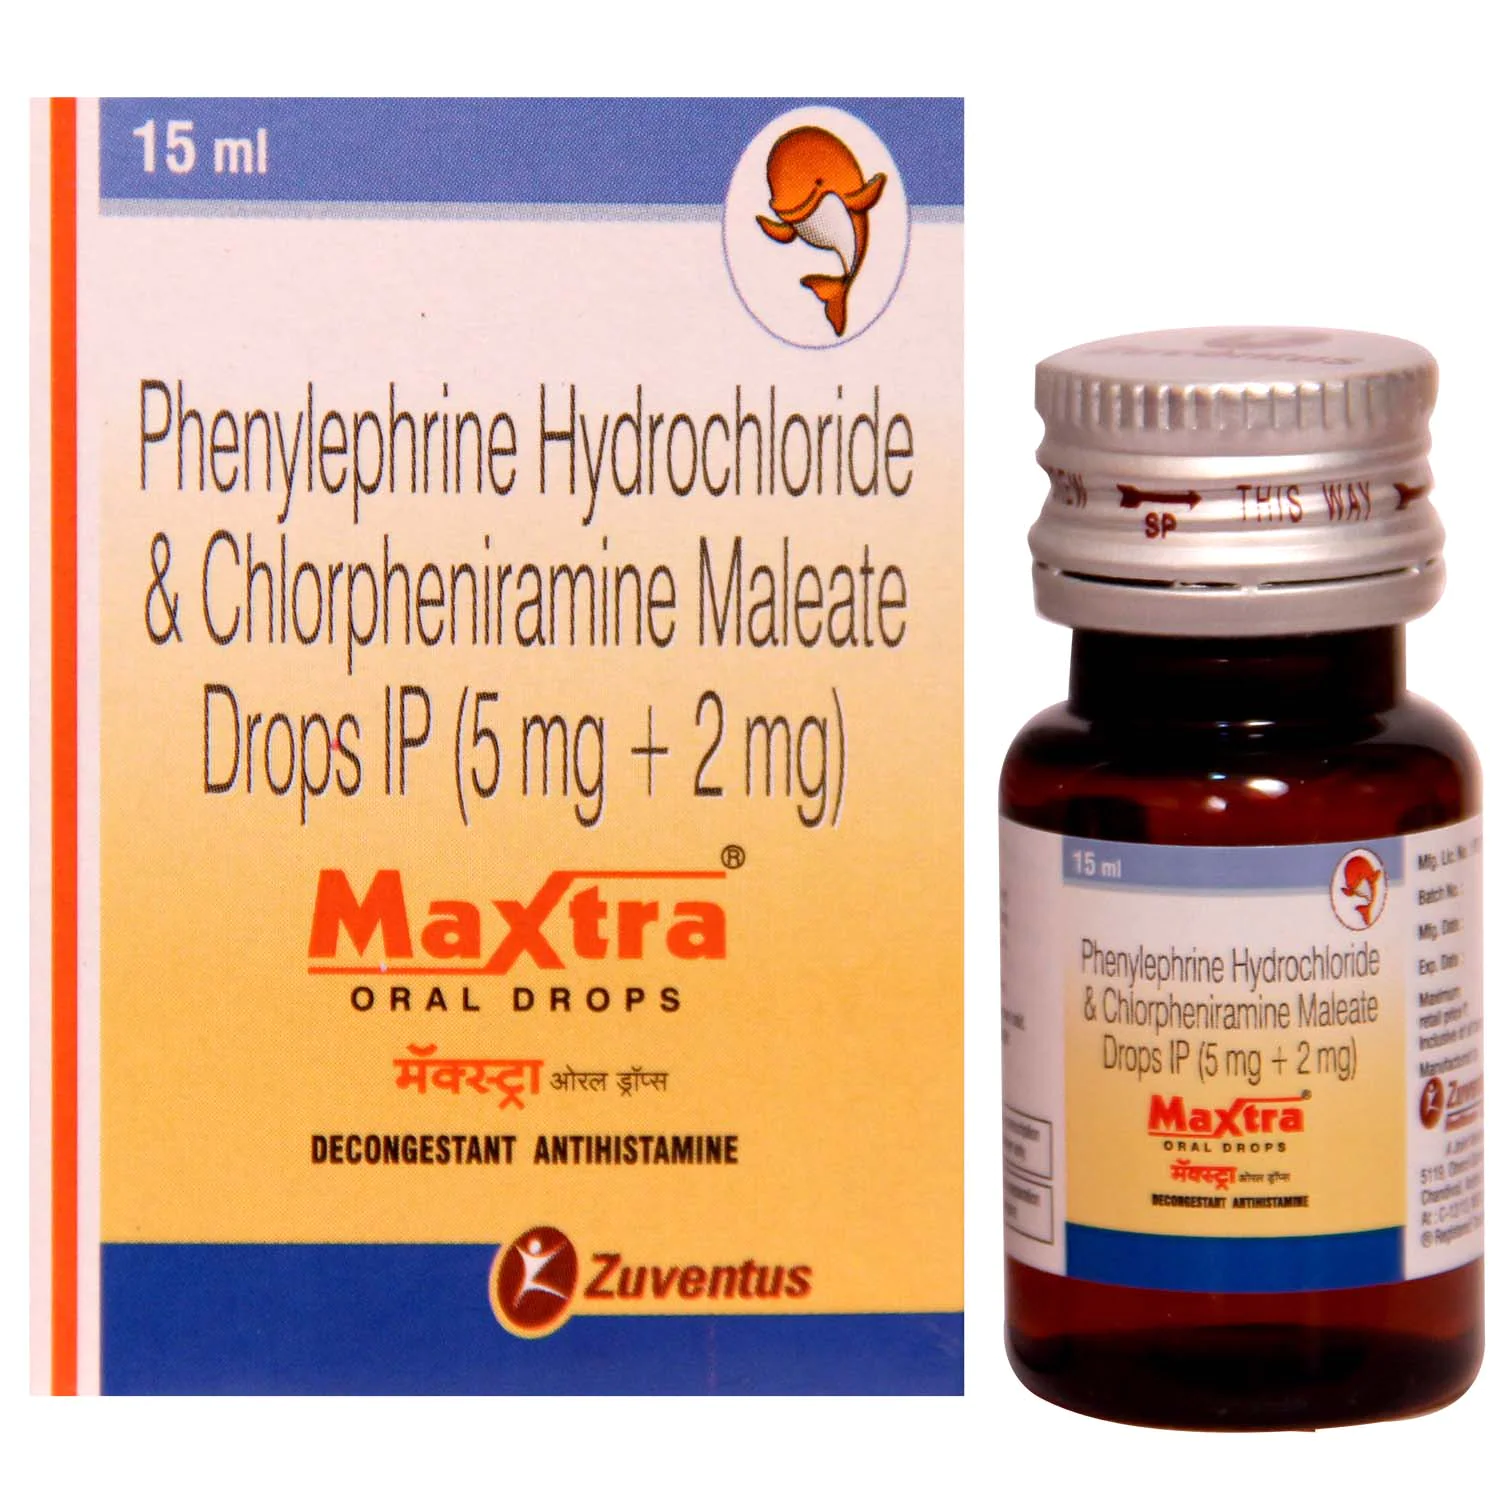 15 ml
Phenylephrine Hydrochloride
& Chlorpheniramine Maleate
Drops IP (5 mg + 2 mg)
Maxtra®
ORAL DROPS
मॅक्स्ट्रा ओरल ड्रॉप्स
DECONGESTANT ANTIHISTAMINE
Zuventus
THIS WAY
SP
15 ml
Phenylephrine Hydrochloride
& Chlorpheniramine Maleate
Drops IP (5 mg + 2 mg)
Maxtra®
ORAL DROPS
मॅक्स्ट्रा ओरल ड्रॉप्स
DECONGESTANT ANTIHISTAMINE
Mfg. Lic. No.
Batch No. :
Mfg. Date :
Exp. Date :
Maximum
retail price